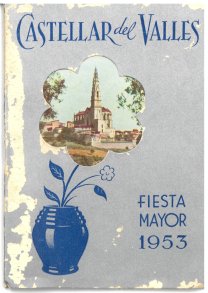 CASTELLAR del VALLES
FIESTA
MAYOR
1953